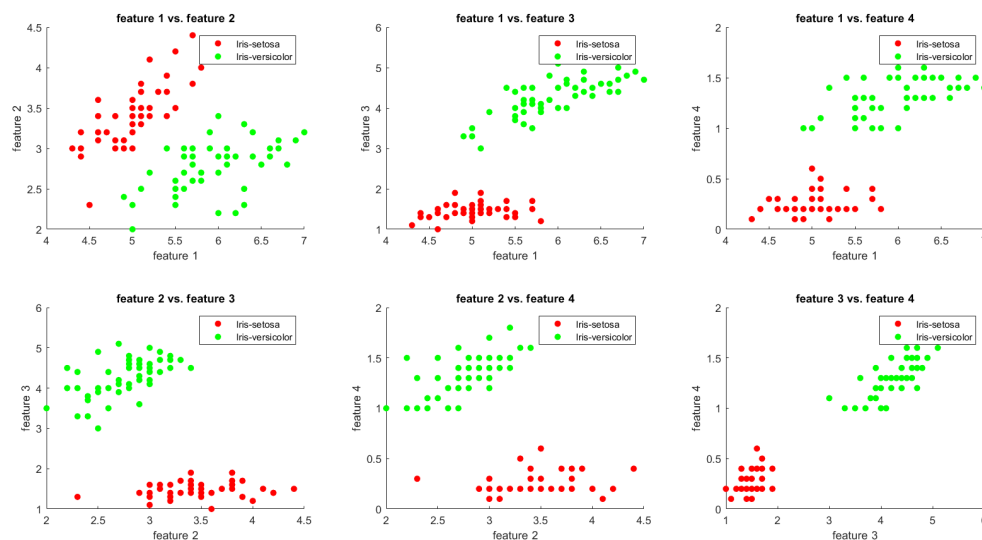 feature 1 vs. feature 2
feature 1 vs. feature 3
feature 1 vs. feature 4
4.5
4
3.5
3
2.5
2
feature 2
Iris-setosa
Iris-versicolor
4
4.5
5
5.5
6
6.5
7
feature 1
6
5
4
3
2
1
feature 3
Iris-setosa
Iris-versicolor
4
4.5
5
5.5
6
6.5
7
feature 1
2
1.5
1
0.5
0
feature 4
Iris-setosa
Iris-versicolor
4
4.5
5
5.5
6
6.5
7
feature 1
feature 2 vs. feature 3
feature 2 vs. feature 4
feature 3 vs. feature 4
6
5
4
3
2
1
feature 3
Iris-setosa
Iris-versicolor
2
2.5
3
3.5
4
4.5
5
feature 2
2
1.5
1
0.5
0
feature 4
Iris-setosa
Iris-versicolor
2
2.5
3
3.5
4
4.5
5
feature 2
2
1.5
1
0.5
0
feature 4
Iris-setosa
Iris-versicolor
1
2
3
4
5
6
feature 3